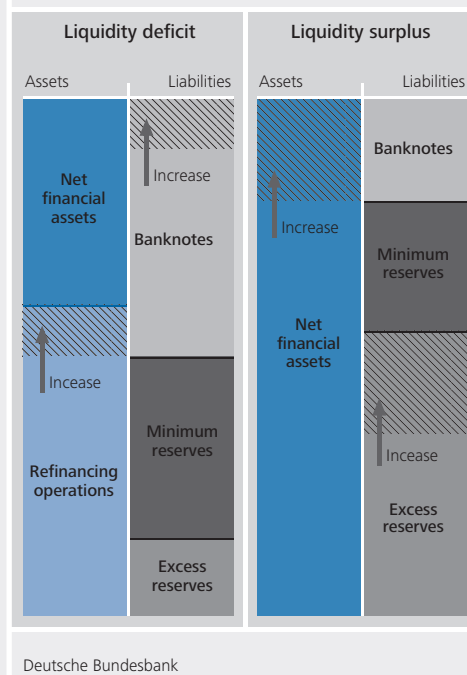 Liquidity deficit
Assets
Liabilities
Increase
Net
financial
assets
Banknotes
Incease
Minimum
reserves
Refinancing
operations
Excess
reserves
Liquidity surplus
Assets
Liabilities
Banknotes
Increase
Minimum
reserves
Net
financial
assets
Increase
Excess
reserves
Deutsche Bundesbank